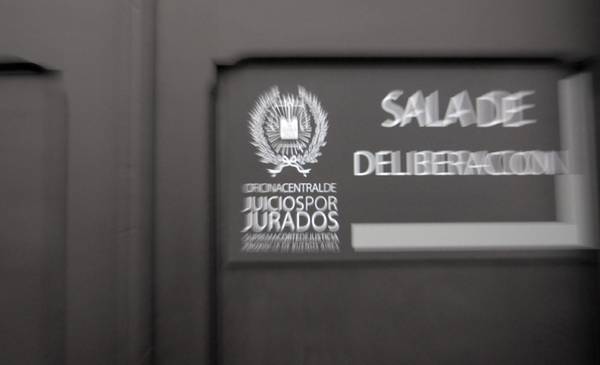 SALA DE
DELIBERACION
OFICINA CENTRAL DE
JUICIOS POR
JURADOS
SUPREMA CORTE DE JUSTICIA